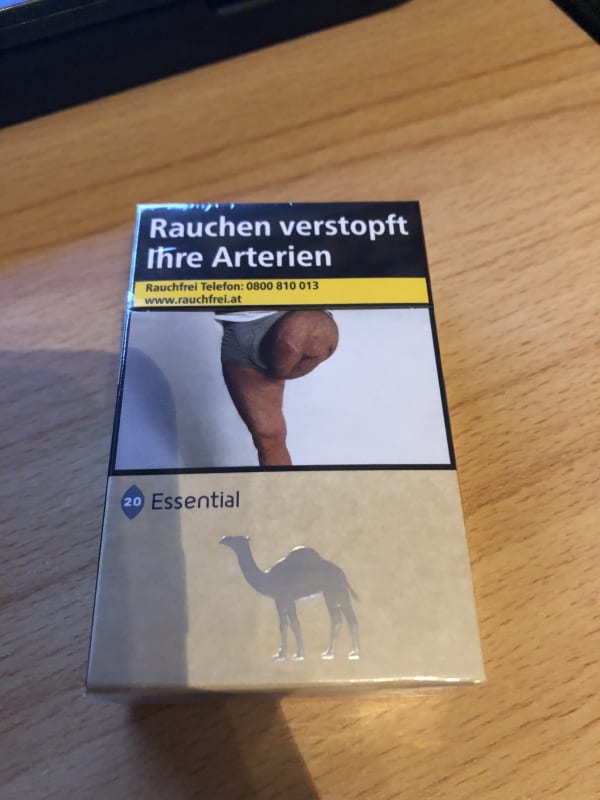 Rauchen verstopft
Ihre Arterien
Rauchfrei Telefon: 0800 810 013
www.rauchfrei.at
20 Essential